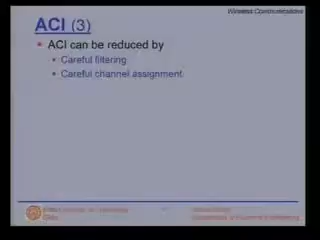 Wireless Communications
ACI (3)
ACI can be reduced by
Careful filtering
Careful channel assignment